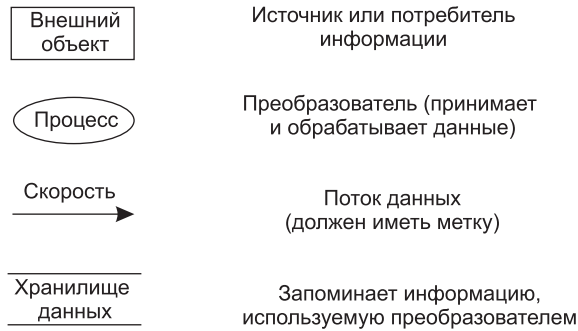 Внешний
объект
Источник или потребитель
информации
Процесс
Преобразователь (принимает
и обрабатывает данные)
Скорость
Поток данных
(должен иметь метку)
Хранилище
данных
Запоминает информацию,
используемую преобразователем